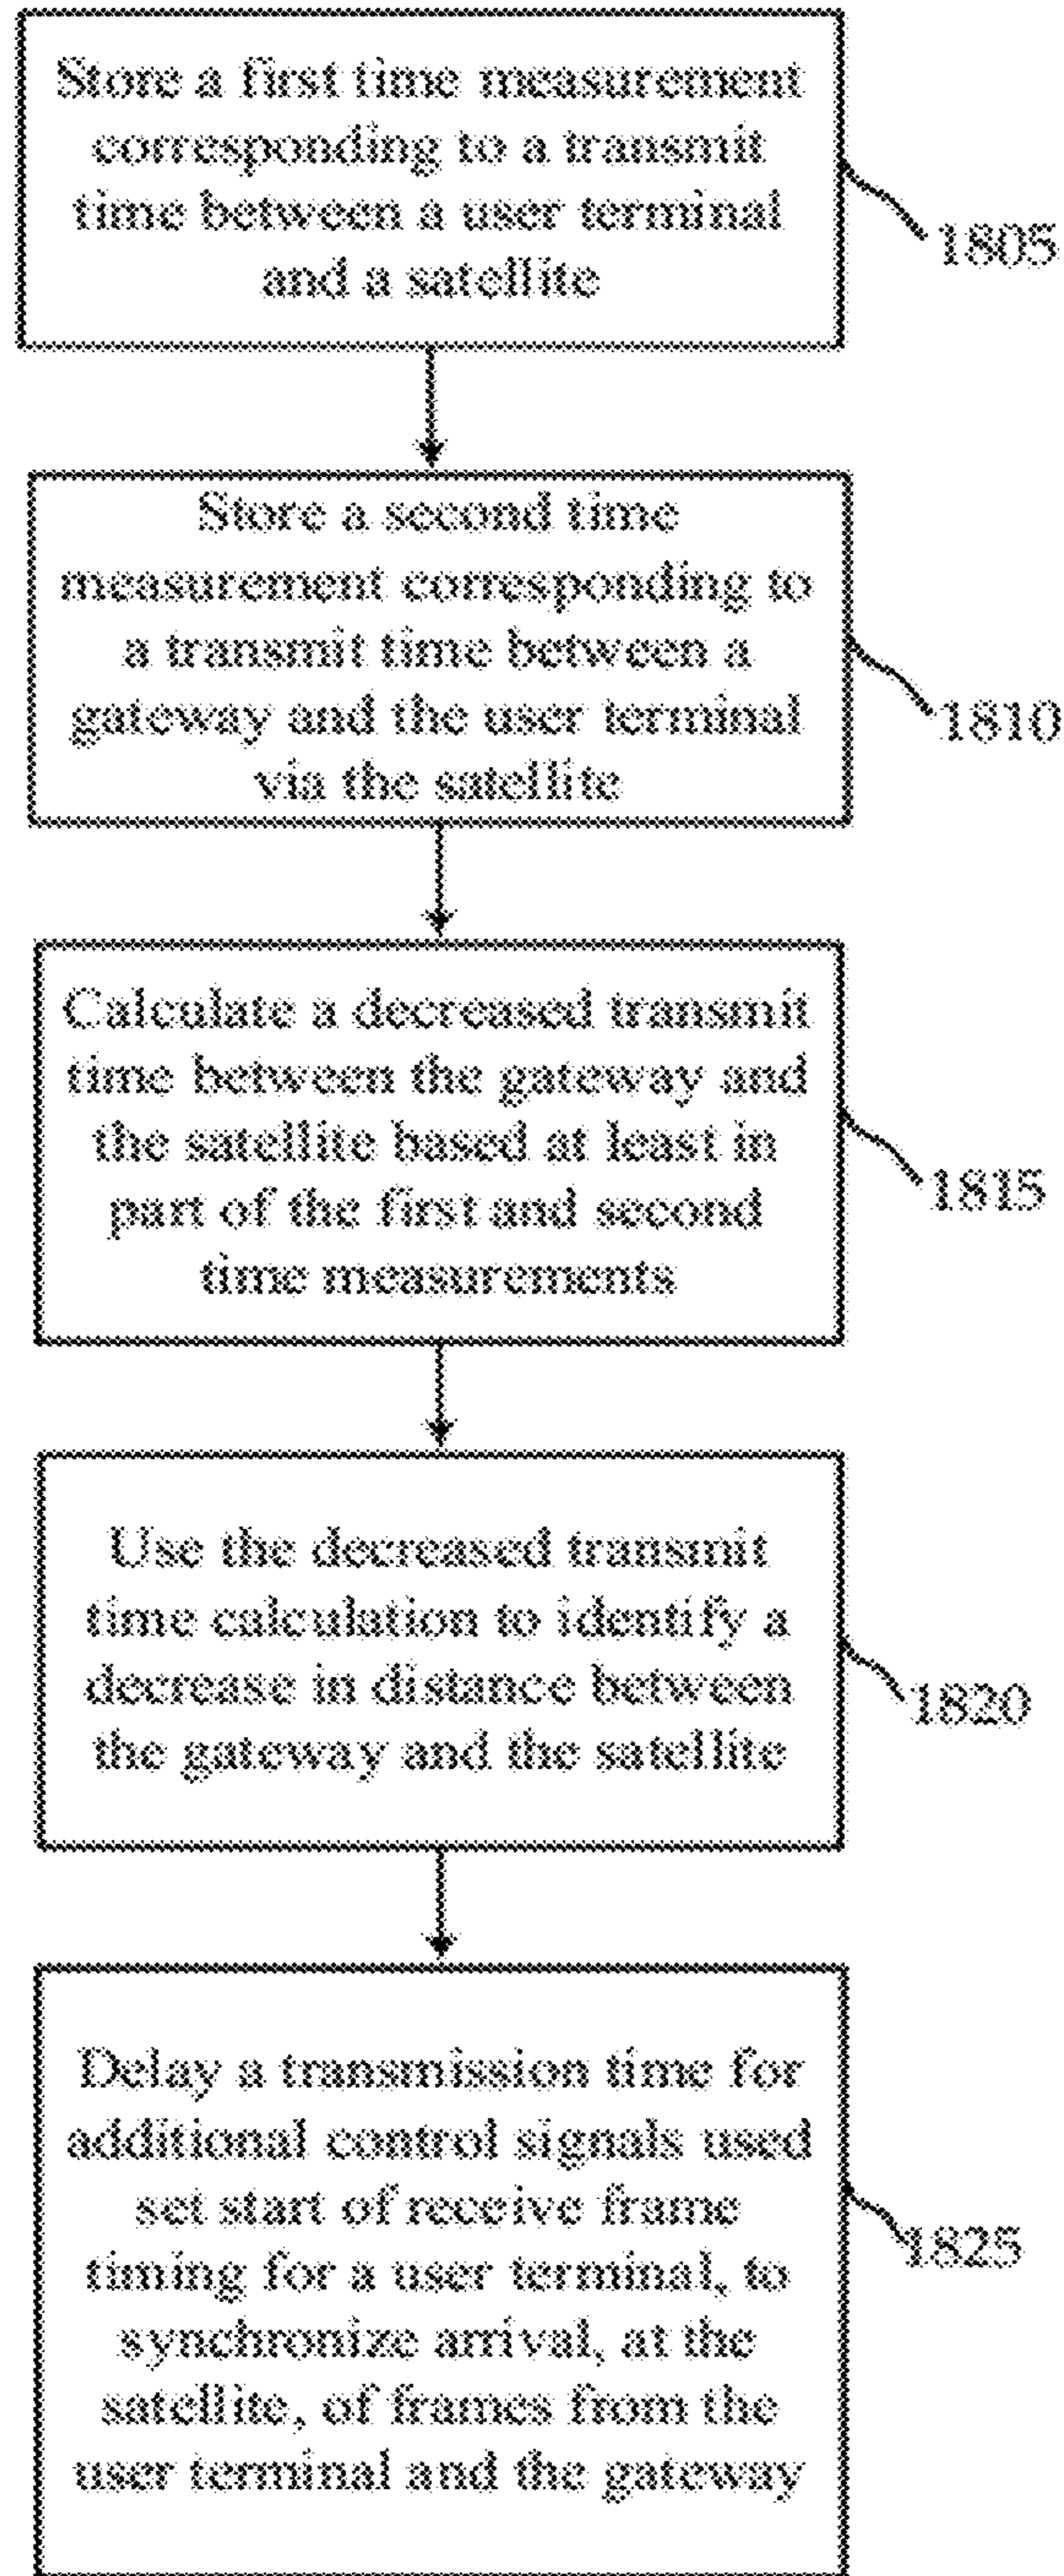 Store a first time measurement
corresponding to a transmit
time between a user terminal
and a satellite
1805
Store a second time
measurement corresponding to
a transmit time between a
gateway and the user terminal
via the satellite
1810
Calculate a decreased transmit
time between the gateway and
the satellite based at least in
part of the first and second
time measurements
1815
Use the decreased transmit
time calculation to identify a
decrease in distance between
the gateway and the satellite
1820
Delay a transmission time for
additional control signals used
set start of receive frame
timing for a user terminal, to
synchronize arrival, at the
satellite, of frames from the
user terminal and the gateway
1825